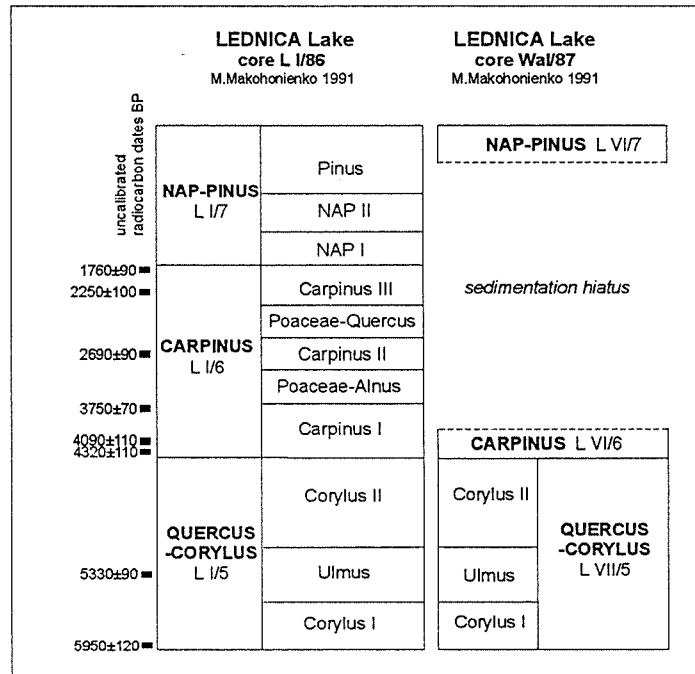 LEDNICA Lake
core L I/86
M.Makohonienko 1991
LEDNICA Lake
core Wal/87
M.Makohonienko 1991
uncalibrated
radiocarbon dates BP
NAP-PINUS
L I/7
Pinus
NAP II
NAP I
NAP-PINUS L VI/7
1760±90
2250±100
2690±90
3750±70
4090±110
4320±110
CARPINUS
L I/6
Carpinus III
Poaceae-Quercus
Carpinus II
Poaceae-Alnus
Carpinus I
sedimentation hiatus
CARPINUS L VI/6
5330±90
5950±120
QUERCUS
-CORYLUS
L I/5
Corylus II
Ulmus
Corylus I
Corylus II
Ulmus
Corylus I
QUERCUS
-CORYLUS
L VII/5